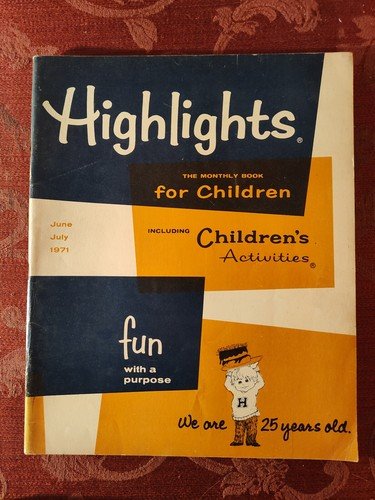 Highlights®
THE MONTHLY BOOK
for Children
June
July
1971
INCLUDING Children's
Activities®
fun
with a
purpose
H
We are 25 years old.